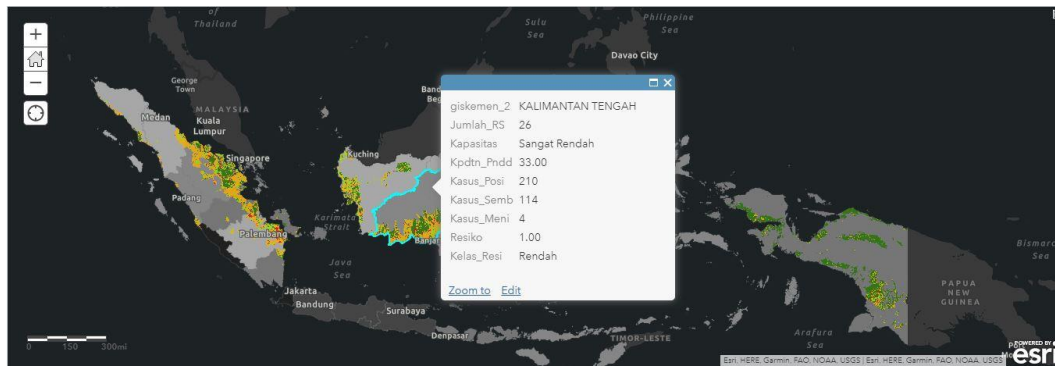 of
Thailand
Sulu
Sea
Philippine
Sea
Davao City
George
Town
MALAYSIA
Medan
Kuala
Lumpur
Singapore
Kuching
Padang
Palembang
Karimata
Strait
Java
Sea
Jakarta
Bandung
Surabaya
Denpasar
giskemen_2 KALIMANTAN TENGAH
Jumlah_RS 26
Kapasitas Sangat Rendah
Kpdtn_Pndd 33.00
Kasus_Posi 210
Kasus_Semb 114
Kasus_Meni 4
Resiko 1.00
Kelas_Resi Rendah
Zoom to Edit
TIMOR-LESTE
Arafura
Sea
PAPUA
NEW
GUINEA
Sea
0 150 300mi
Esri, HERE, Garmin, FAO, NOAA, USGS | Esri, HERE, Garmin, FAO, NOAA, USGS
POWERED BY
esri